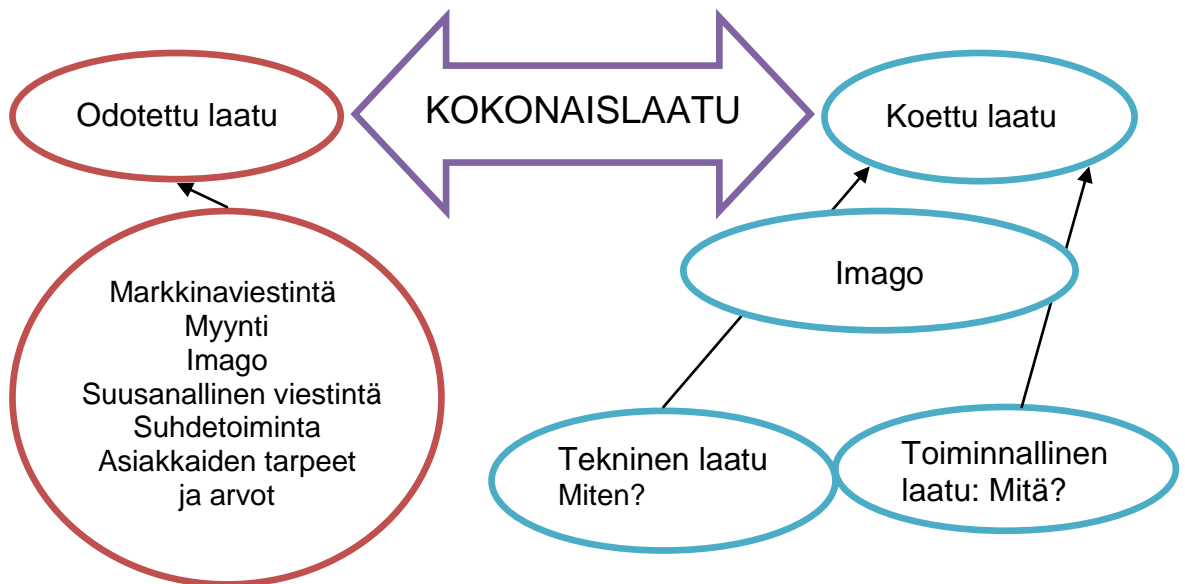 Odotettu laatu
KOKONAISLAATU
Koettu laatu
Markkinaviestintä
Myynti
Imago
Suusanallinen viestintä
Suhdetoiminta
Asiakkaiden tarpeet
ja arvot
Imago
Tekninen laatu
Miten?
Toiminnallinen
laatu: Mitä?